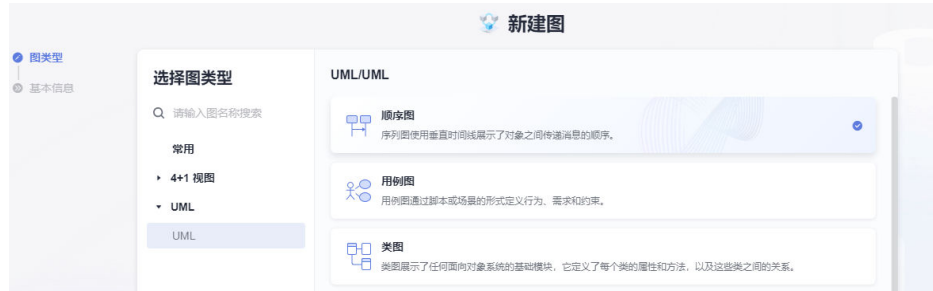 新建图
图类型
基本信息
选择图类型
请输入图名称搜索
常用
4+1 视图
UML
UML
UML/UML
顺序图
序列图使用垂直时间线展示了对象之间传递消息的顺序。
用例图
用例图通过脚本或场景的形式定义行为、需求和约束。
类图
类图展示了任何面向对象系统的基础模块，它定义了每个类的属性和方法，以及这些类之间的关系。